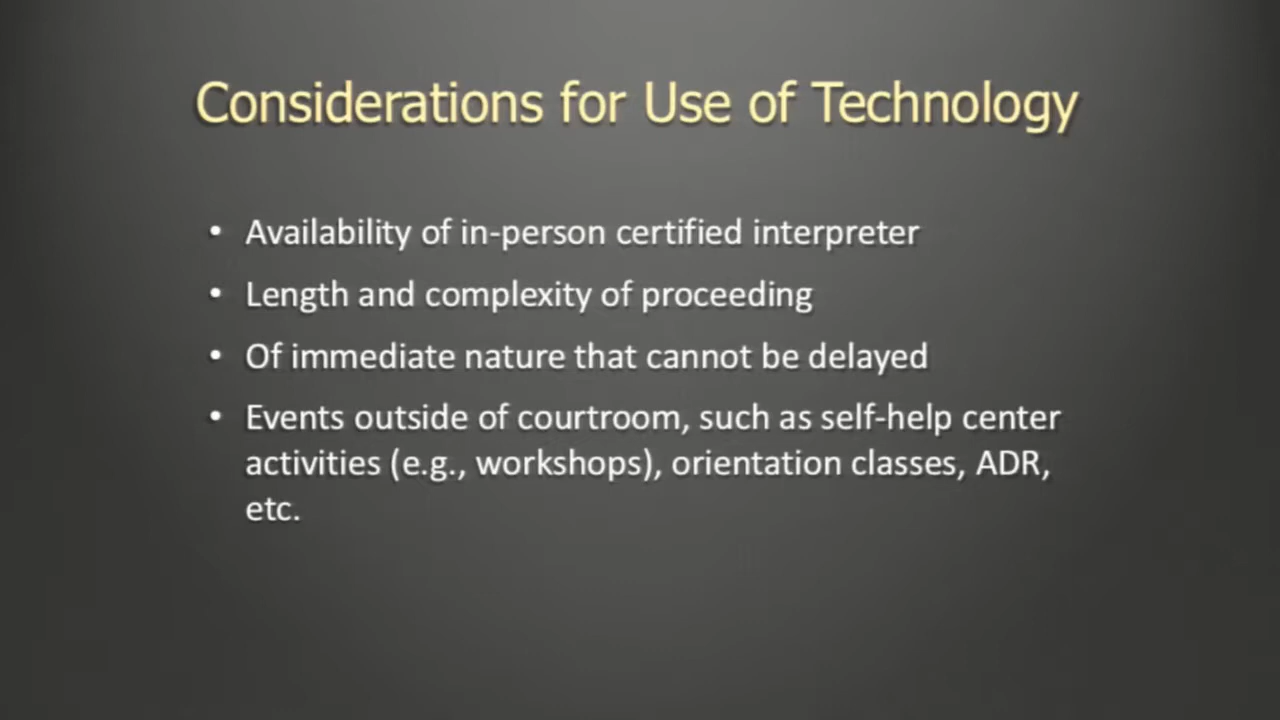 Considerations for Use of Technology
• Availability of in-person certified interpreter
• Length and complexity of proceeding
• Of immediate nature that cannot be delayed
• Events outside of courtroom, such as self-help center
activities (e.g., workshops), orientation classes, ADR,
etc.